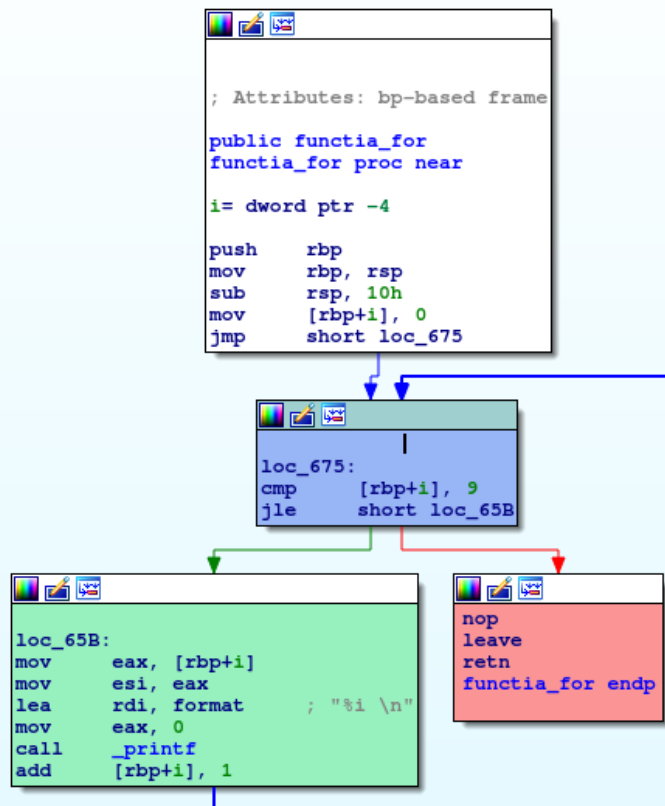 ; Attributes: bp-based frame
public functia_for
functia_for proc near
i= dword ptr -4
push rbp
mov rbp, rsp
sub rsp, 10h
mov [rbp+i], 0
jmp short loc_675
loc_675:
cmp [rbp+i], 9
jle short loc_65B
loc_65B:
mov eax, [rbp+i]
mov esi, eax
lea rdi, format ; "%i \n"
mov eax, 0
call _printf
add [rbp+i], 1
nop
leave
retn
functia_for endp